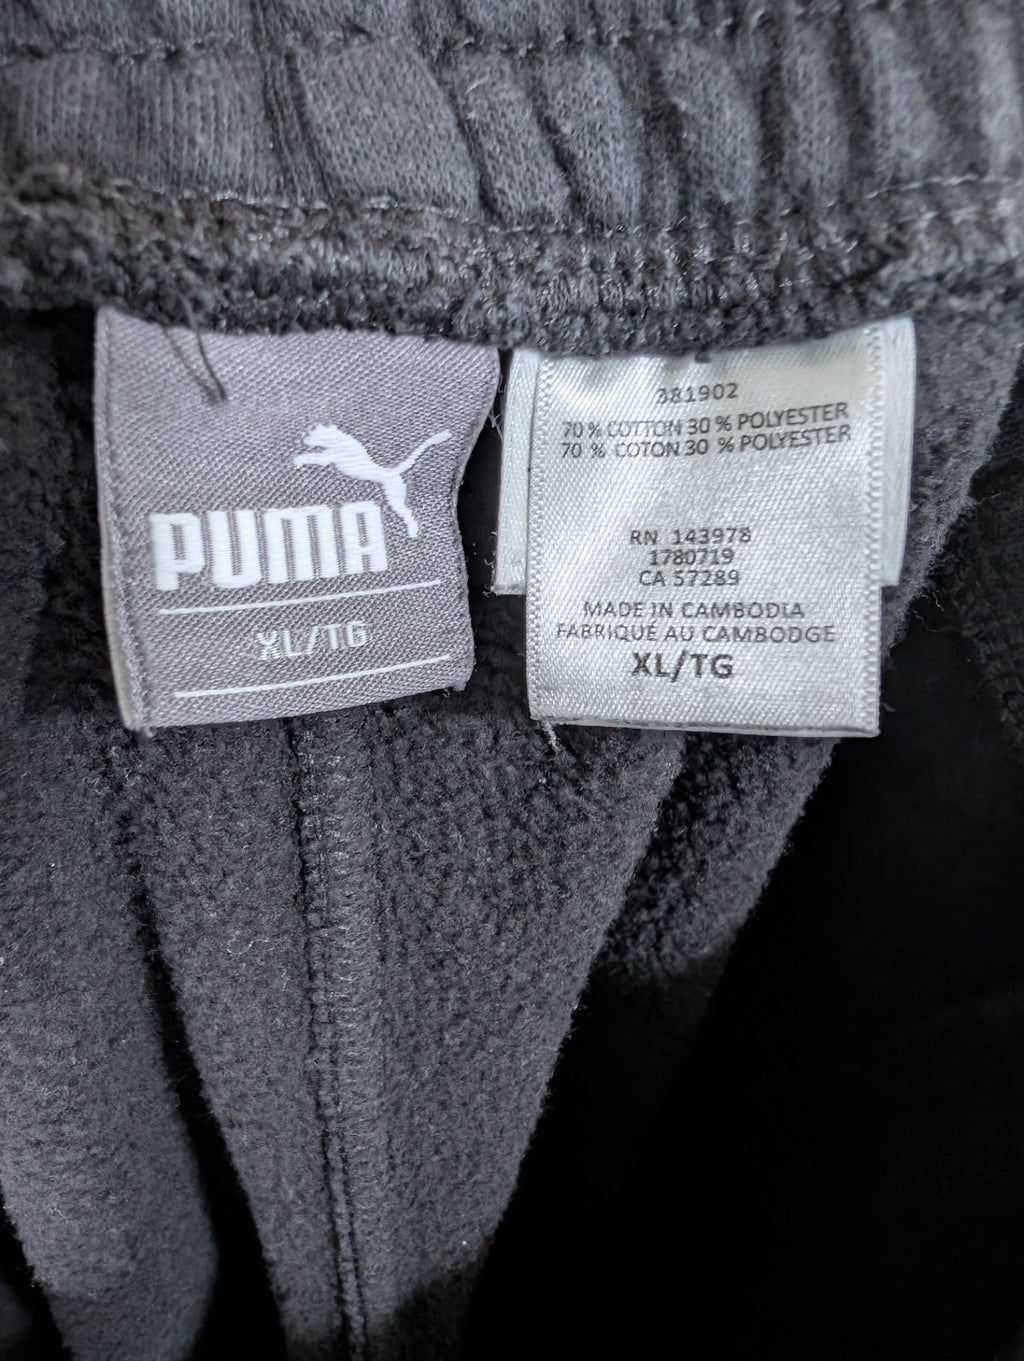 PUMA
XL/TG
381902
70 % COTTON 30 % POLYESTER
70 % COTON 30 % POLYESTER
RN 143978
1780719
CA 57289
MADE IN CAMBODIA
FABRIQUÉ AU CAMBODGE
XL/TG